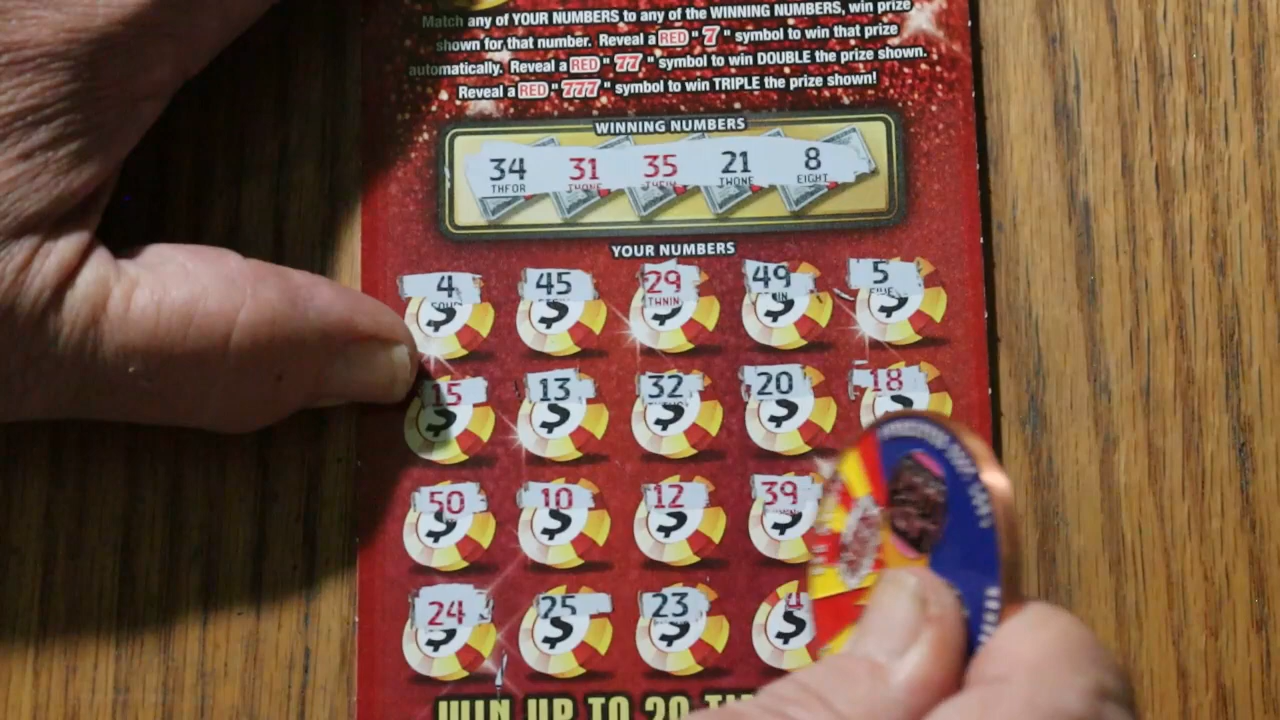 Match any of YOUR NUMBERS to any of the WINNING NUMBERS, win prize
shown for that number. Reveal a RED "7" symbol to win that prize
automatically. Reveal a RED "77" symbol to win DOUBLE the prize shown.
Reveal a RED "777" symbol to win TRIPLE the prize shown!
WINNING NUMBERS
34 31 35 21 8
THFOR THONE THFIV TWONE EIGHT
YOUR NUMBERS
4 45 29 49 5
THNIN
$ $ $ $ $
15 13 32 20 18
$ $ $ $ $
50 10 12 39
$ $ $ $
24 25 23 4
$ $ $ $
WIN UP TO 20